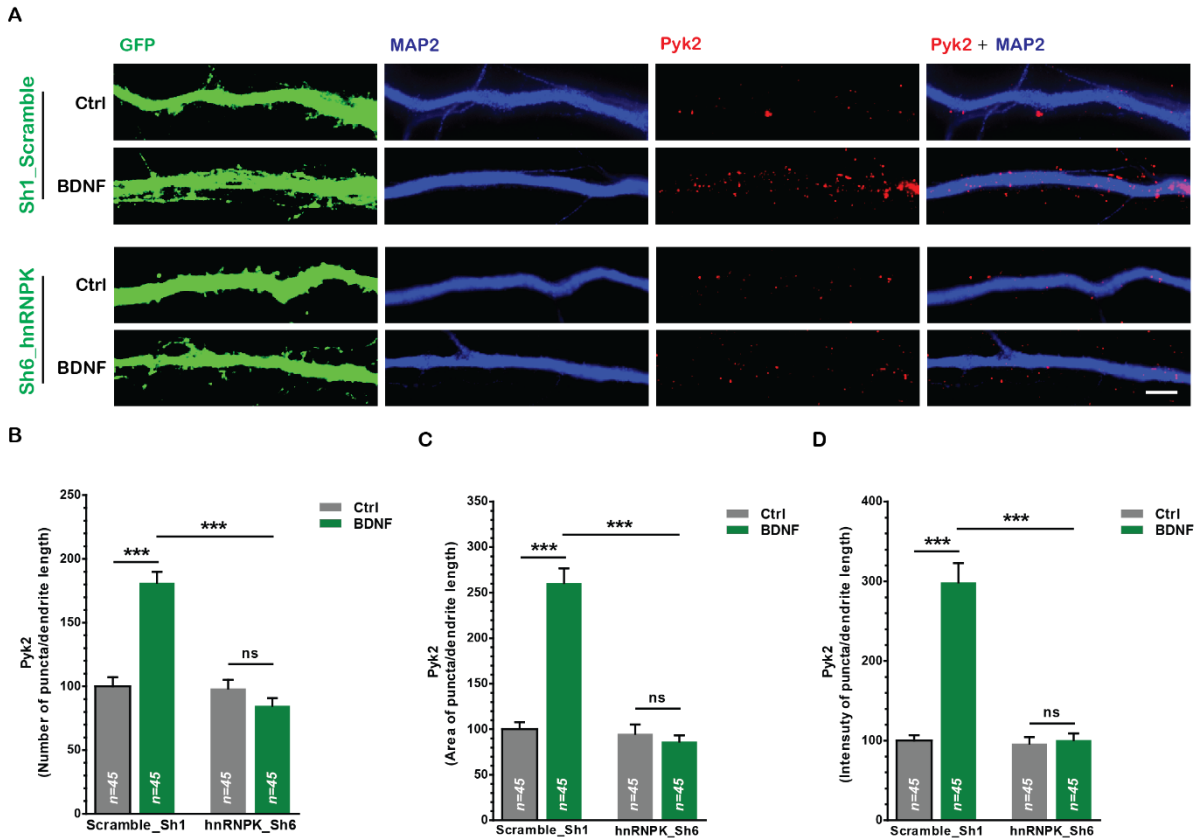 A
GFP
MAP2
Pyk2
Pyk2 + MAP2
Sh1_Scramble
Ctrl
BDNF
Sh6_hnRNPK
Ctrl
BDNF
B
Pyk2
(Number of puncta/dendrite length)
250
200
150
100
50
0
***
***
ns
Ctrl
BDNF
n=45
n=45
n=45
n=45
Scramble_Sh1
hnRNPK_Sh6
C
Pyk2
(Area of puncta/dendrite length)
350
300
250
200
150
100
50
0
***
***
ns
Ctrl
BDNF
n=45
n=45
n=45
n=45
Scramble_Sh1
hnRNPK_Sh6
D
Pyk2
(Intensuty of puncta/dendrite length)
400
300
200
100
0
***
***
ns
Ctrl
BDNF
n=45
n=45
n=45
n=45
Scramble_Sh1
hnRNPK_Sh6